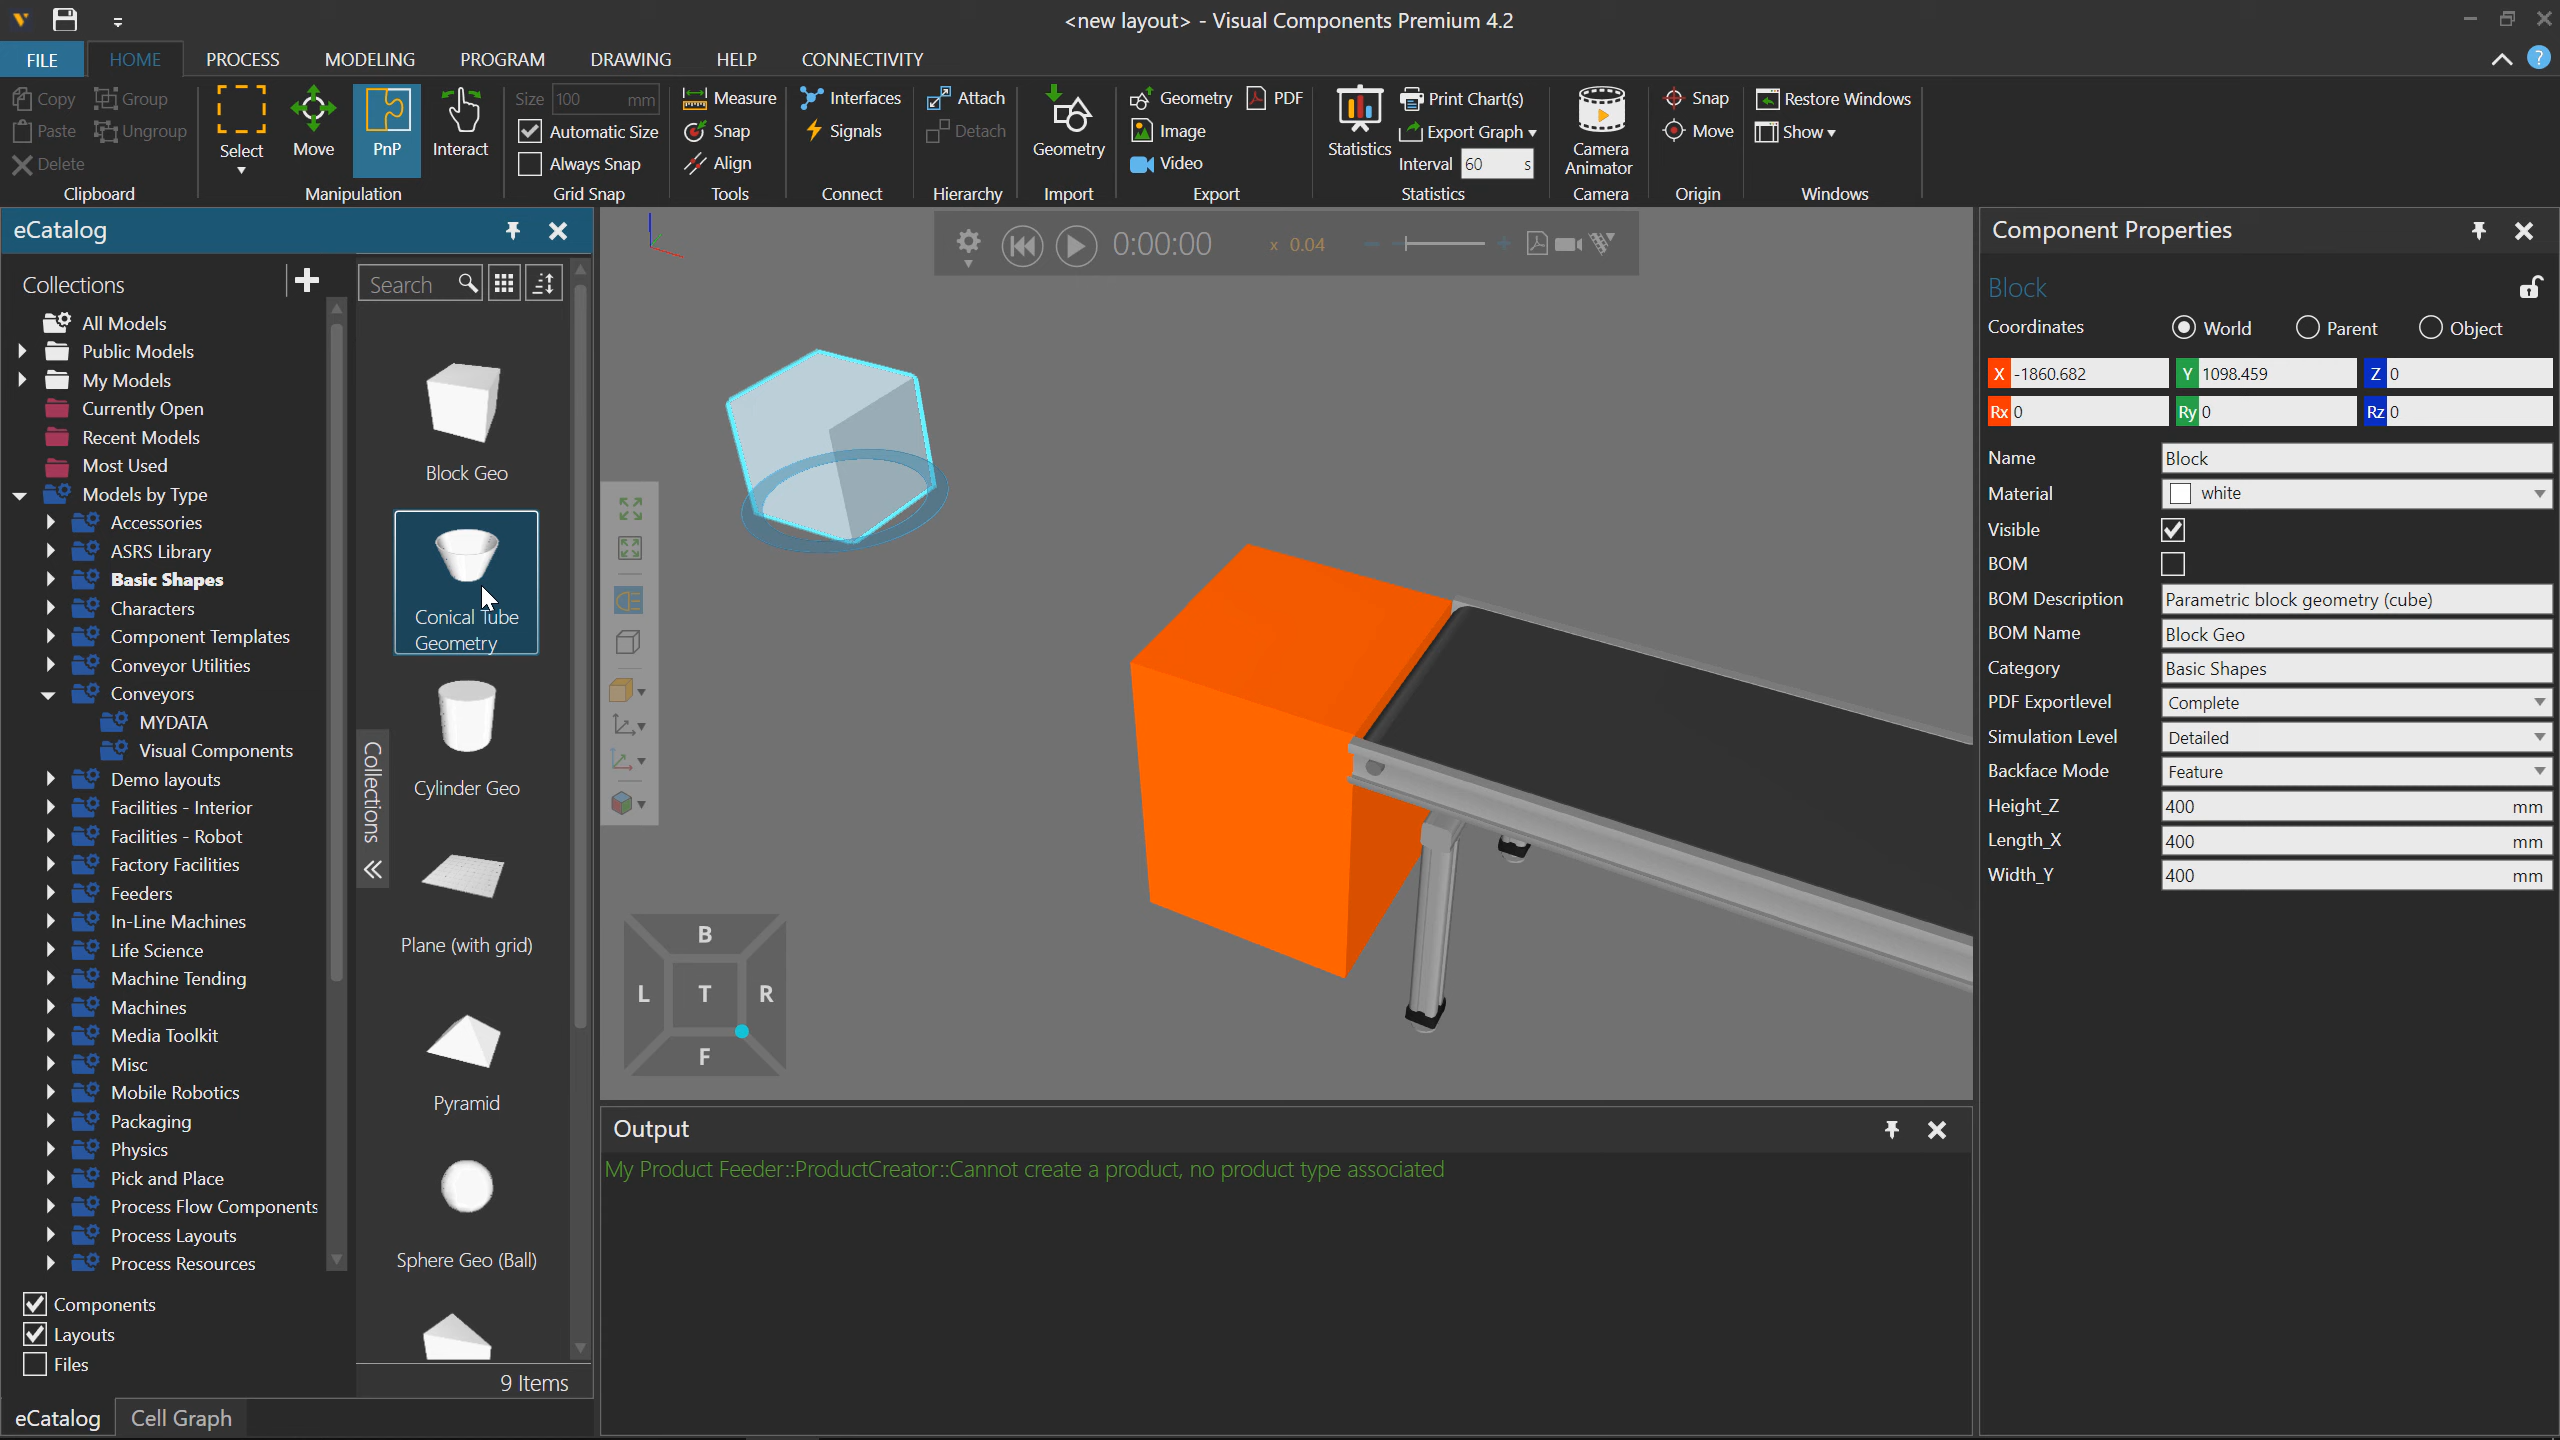 <new layout> - Visual Components Premium 4.2
FILE HOME PROCESS MODELING PROGRAM DRAWING HELP CONNECTIVITY
Copy Group
Paste Ungroup
Delete
Clipboard
Select Move PnP Interact
Manipulation
Size 100 mm
Automatic Size
Always Snap
Grid Snap
Measure
Snap
Align
Tools
Interfaces
Signals
Connect
Attach
Detach
Hierarchy
Geometry
Import
Geometry PDF
Image
Video
Export
Statistics
Print Chart(s)
Export Graph
Interval 60 s
Statistics
Camera
Animator
Camera
Snap
Move
Origin
Restore Windows
Show
Windows
eCatalog
Collections
All Models
Public Models
My Models
Currently Open
Recent Models
Most Used
Models by Type
Accessories
ASRS Library
Basic Shapes
Characters
Component Templates
Conveyor Utilities
Conveyors
MYDATA
Visual Components
Demo layouts
Facilities - Interior
Facilities - Robot
Factory Facilities
Feeders
In-Line Machines
Life Science
Machine Tending
Machines
Media Toolkit
Misc
Mobile Robotics
Packaging
Physics
Pick and Place
Process Flow Components
Process Layouts
Process Resources
Components
Layouts
Files
eCatalog Cell Graph
Search
Collections
Block Geo
Conical Tube
Geometry
Cylinder Geo
Plane (with grid)
Pyramid
Sphere Geo (Ball)
9 Items
0:00:00 x 0.04
B
L T R
F
Output
My Product Feeder::ProductCreator::Cannot create a product, no product type associated
Component Properties
Block
Coordinates World Parent Object
X -1860.682 Y 1098.459 Z 0
Rx 0 Ry 0 Rz 0
Name Block
Material white
Visible
BOM
BOM Description Parametric block geometry (cube)
BOM Name Block Geo
Category Basic Shapes
PDF Exportlevel Complete
Simulation Level Detailed
Backface Mode Feature
Height_Z 400 mm
Length_X 400 mm
Width_Y 400 mm